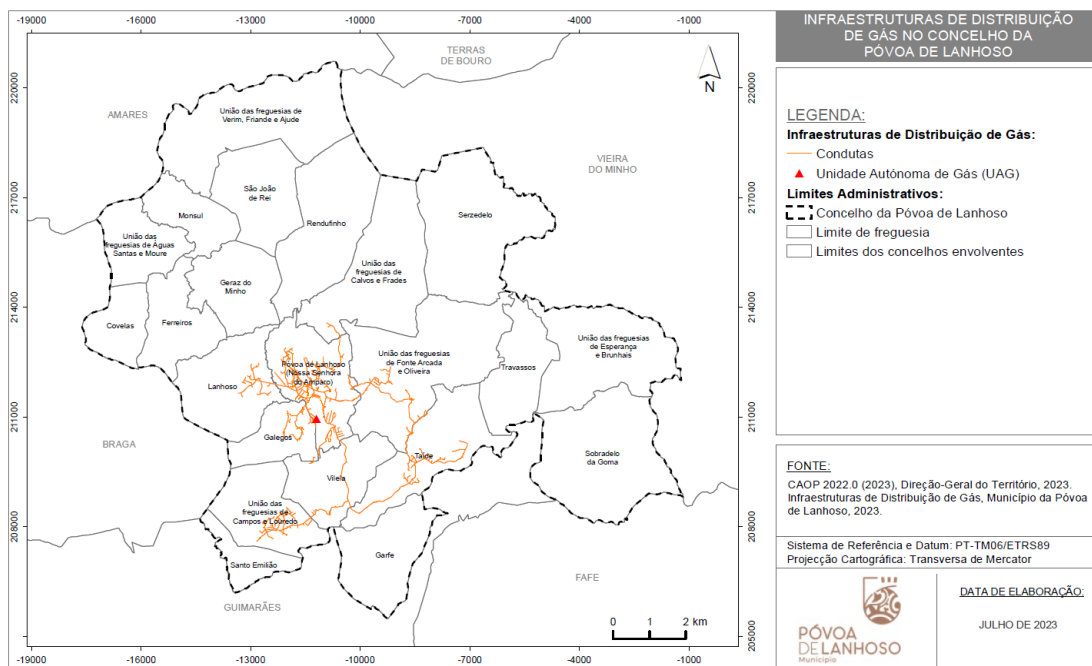 -19000 -16000 -13000 -10000 -7000 -4000 -1000
INFRAESTRUTURAS DE DISTRIBUIÇÃO
DE GÁS NO CONCELHO DA
PÓVOA DE LANHOSO
TERRAS
DE BOURO
N
220000
220000
AMARES
União das freguesias de
Verim, Friande e Ajude
VIEIRA
DO MINHO
São João
de Rei
217000
217000
Monsul
Serzedelo
Rendufinho
União das
freguesias de Águas
Santas e Moure
União das
freguesias de
Calvos e Frades
Geraz do
Minho
214000
214000
Covelas
Ferreiros
União das freguesias
de Esperança
e Brunhais
União das freguesias
de Fonte Arcada
e Oliveira
Póvoa de Lanhoso
(Nossa Senhora
do Amparo)
Travassos
Lanhoso
211000
211000
Galegos
BRAGA
Taíde
Sobradelo
da Goma
Vilela
União das
freguesias de
Campos e Louredo
208000
208000
Garfe
Santo Emilião
FAFE
GUIMARÃES
0 1 2 km
205000
-19000 -16000 -13000 -10000 -7000 -4000 -1000
LEGENDA:
Infraestruturas de Distribuição de Gás:
Condutas
Unidade Autónoma de Gás (UAG)
Limites Administrativos:
Concelho da Póvoa de Lanhoso
Limite de freguesia
Limites dos concelhos envolventes
FONTE:
CAOP 2022.0 (2023), Direção-Geral do Território, 2023.
Infraestruturas de Distribuição de Gás, Município da Póvoa
de Lanhoso, 2023.
Sistema de Referência e Datum: PT-TM06/ETRS89
Projecção Cartográfica: Transversa de Mercator
PÓVOA
DE LANHOSO
Município
DATA DE ELABORAÇÃO:
JULHO DE 2023